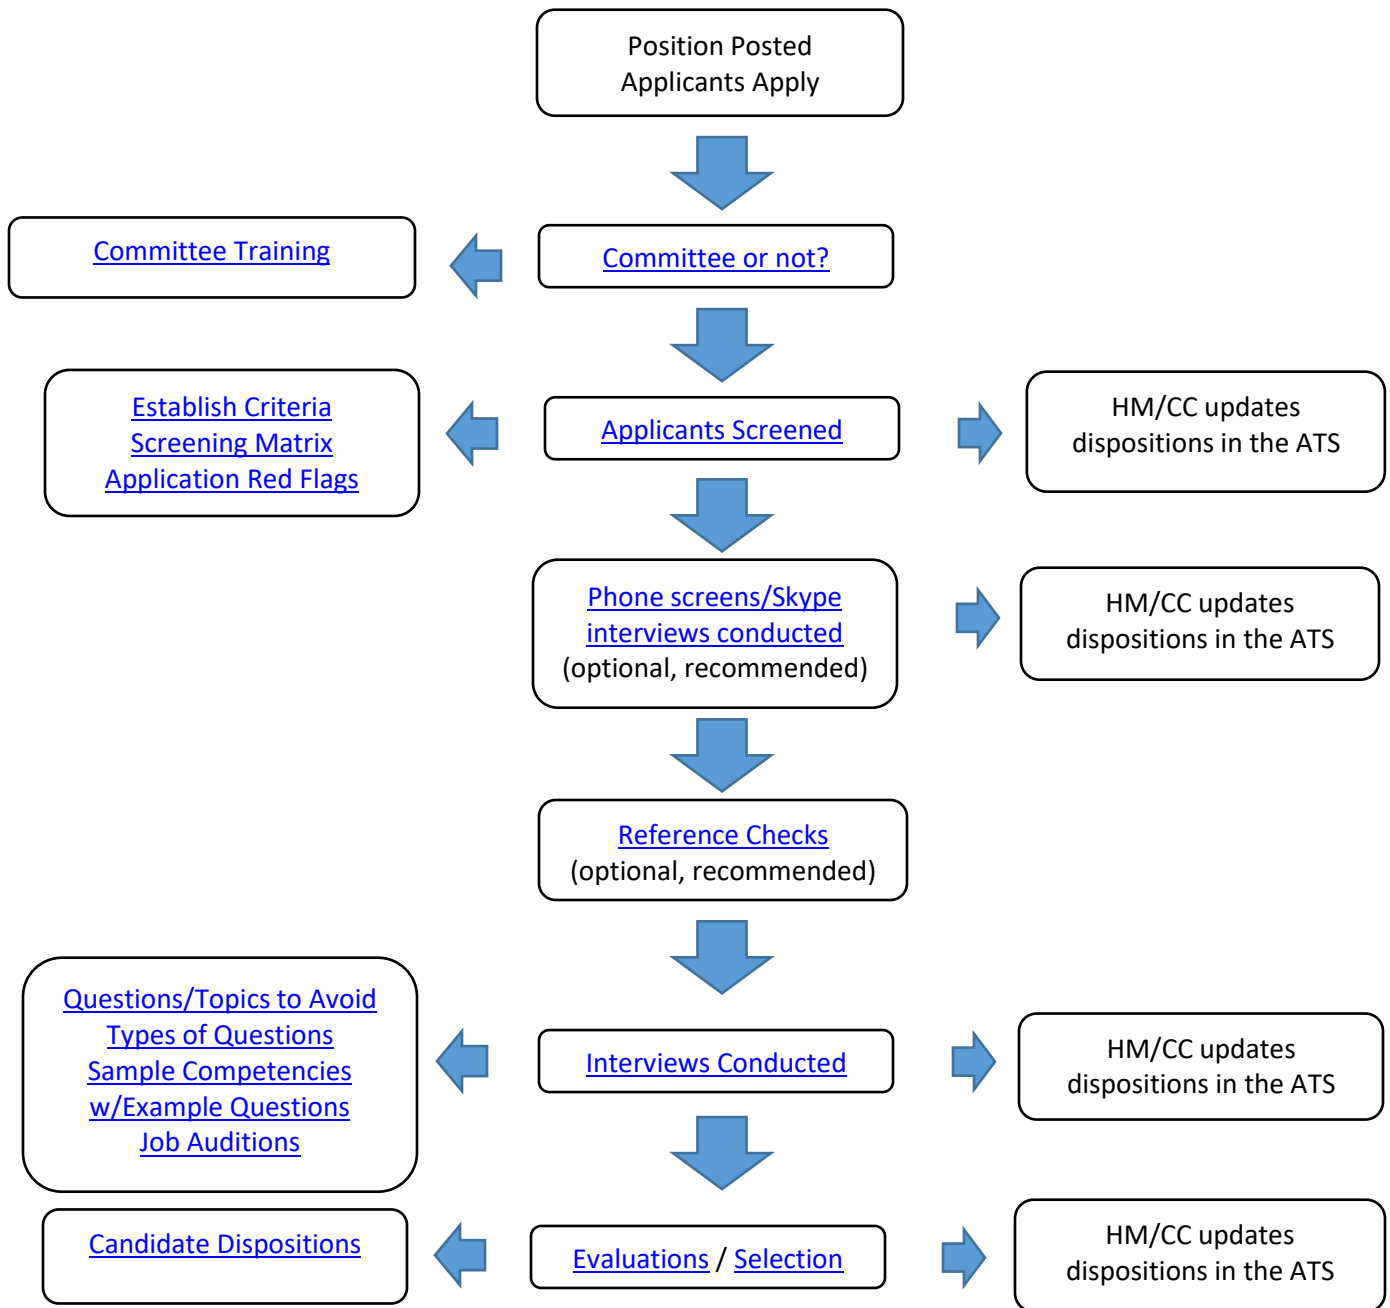 Position Posted
Applicants Apply
Committee Training
Committee or not?
Establish Criteria
Screening Matrix
Application Red Flags
Applicants Screened
HM/CC updates
dispositions in the ATS
Phone screens/Skype
interviews conducted
(optional, recommended)
HM/CC updates
dispositions in the ATS
Reference Checks
(optional, recommended)
Questions/Topics to Avoid
Types of Questions
Sample Competencies
w/Example Questions
Job Auditions
Interviews Conducted
HM/CC updates
dispositions in the ATS
Candidate Dispositions
Evaluations / Selection
HM/CC updates
dispositions in the ATS